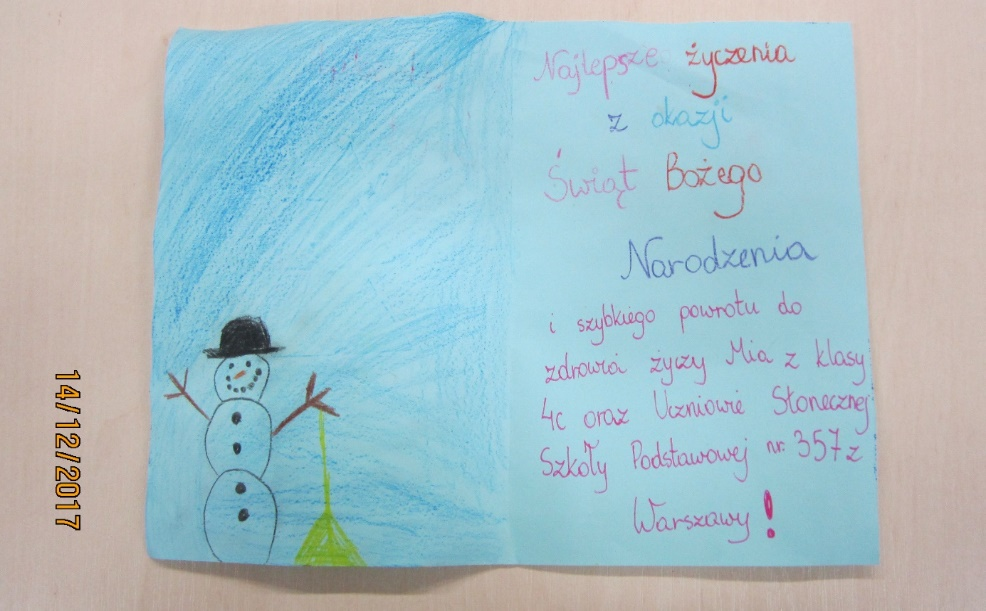 Najlepsze życzenia
z okazji
Świąt Bożego
Narodzenia
i szybkiego powrotu do
zdrowia życzy Mia z klasy
4c oraz Uczniowie Słonecznej
Szkoły Podstawowej nr. 357 z
Warszawy!
14/12/2017